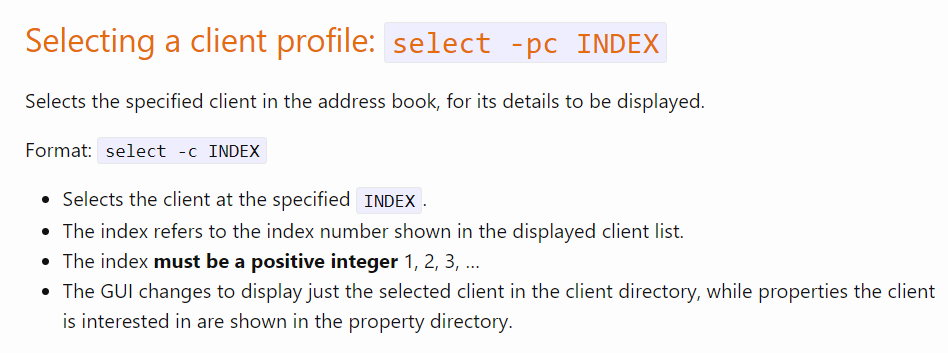 Selecting a client profile: select -pc INDEX
Selects the specified client in the address book, for its details to be displayed.
Format: select -c INDEX
• Selects the client at the specified INDEX.
• The index refers to the index number shown in the displayed client list.
• The index must be a positive integer 1, 2, 3, ...
• The GUI changes to display just the selected client in the client directory, while properties the client
is interested in are shown in the property directory.